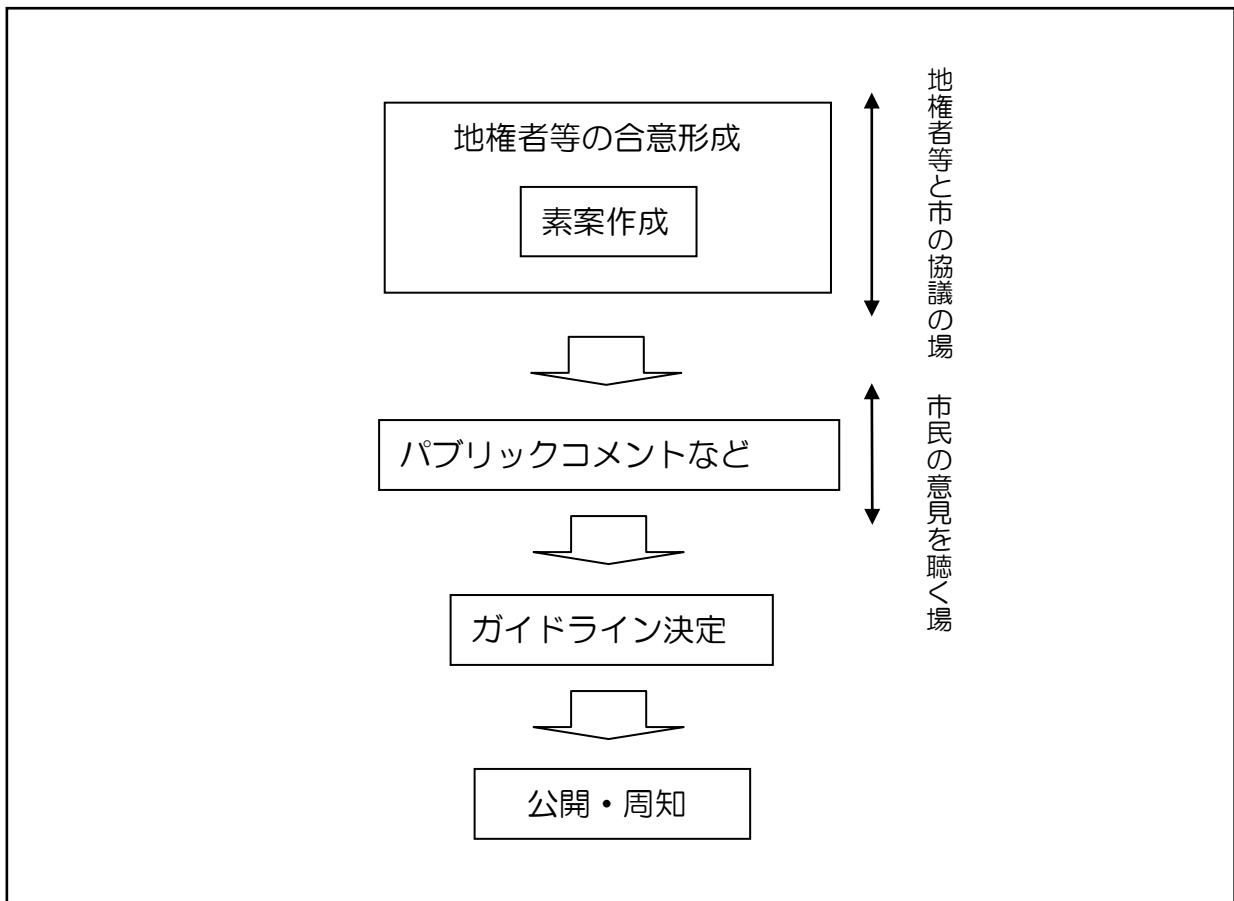 地権者等の合意形成
素案作成
地権者等と市の協議の場
パブリックコメントなど
市民の意見を聴く場
ガイドライン決定
公開・周知